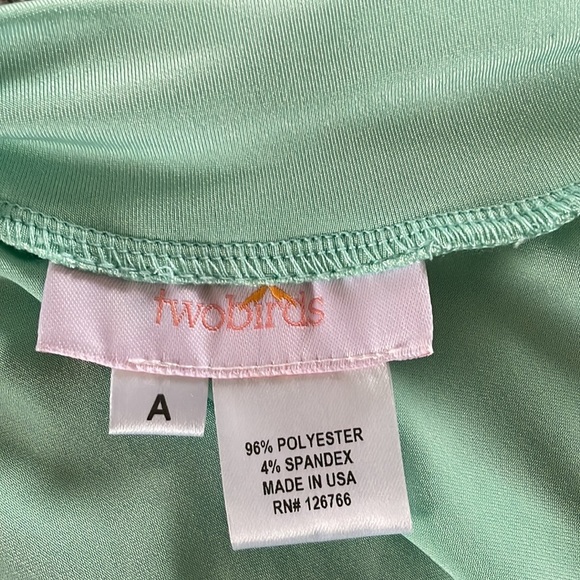 twobirds
A
96% POLYESTER
4% SPANDEX
MADE IN USA
RN# 126766